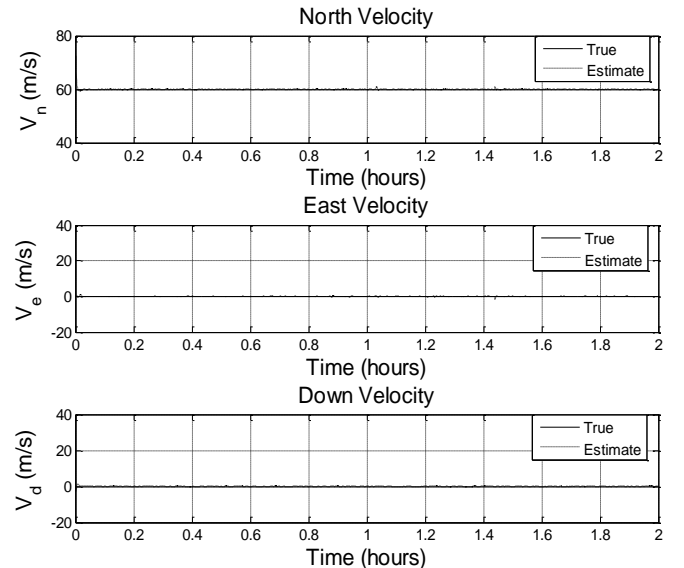 North Velocity
80
60
40
V_n (m/s)
True
Estimate
0 0.2 0.4 0.6 0.8 1 1.2 1.4 1.6 1.8 2
Time (hours)
East Velocity
40
20
0
-20
V_e (m/s)
True
Estimate
0 0.2 0.4 0.6 0.8 1 1.2 1.4 1.6 1.8 2
Time (hours)
Down Velocity
40
20
0
-20
V_d (m/s)
True
Estimate
0 0.2 0.4 0.6 0.8 1 1.2 1.4 1.6 1.8 2
Time (hours)